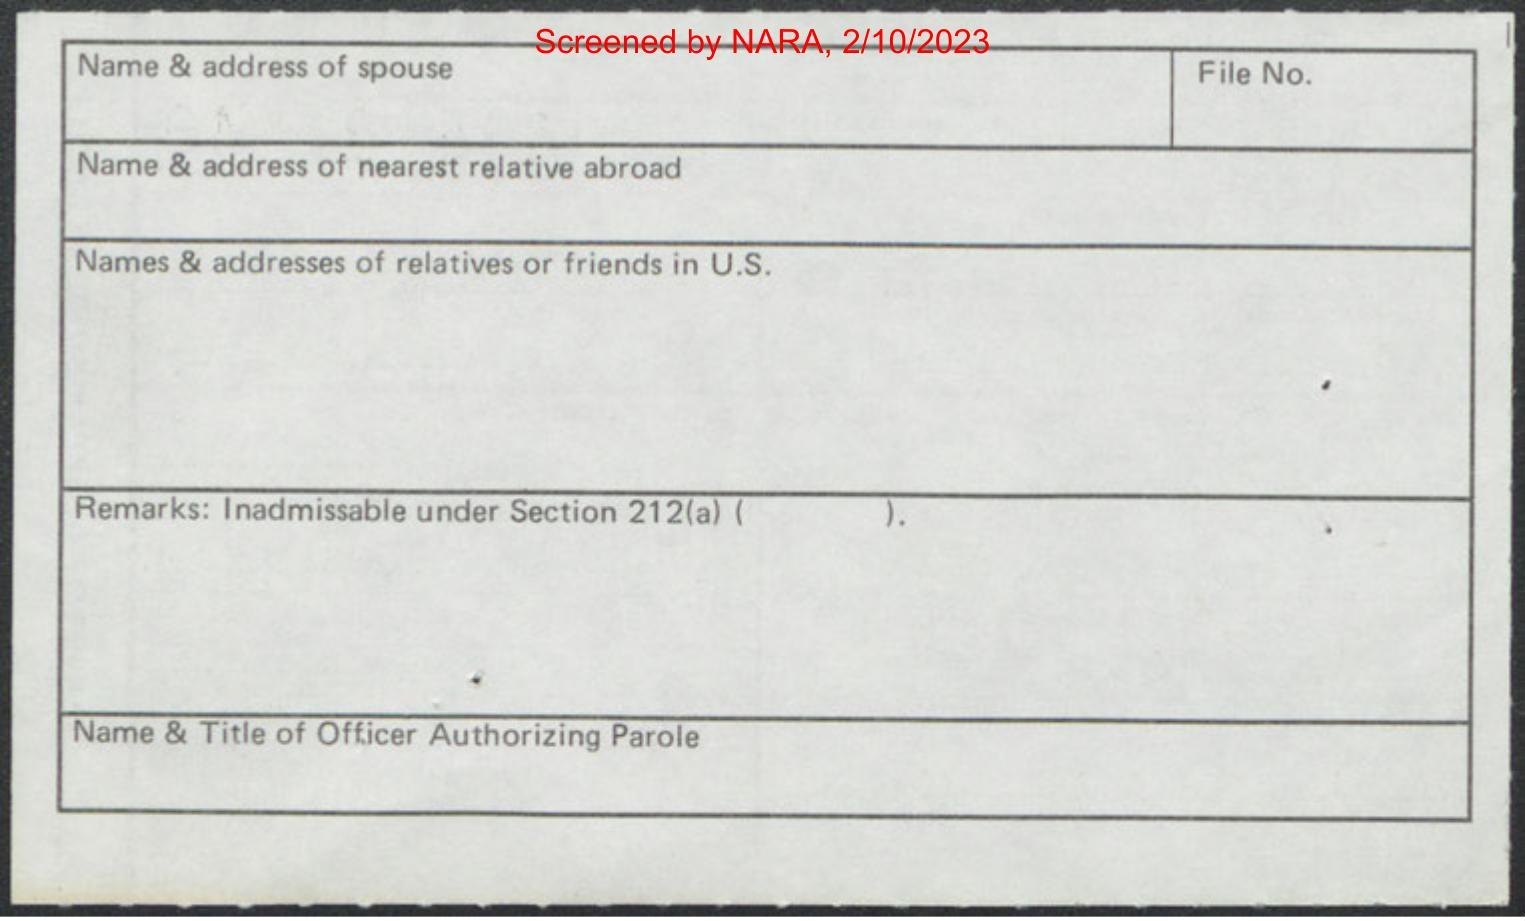 Screened by NARA, 2/10/2023
Name & address of spouse
File No.
Name & address of nearest relative abroad
Names & addresses of relatives or friends in U.S.
Remarks: Inadmissable under Section 212(a) ( ).
Name & Title of Officer Authorizing Parole